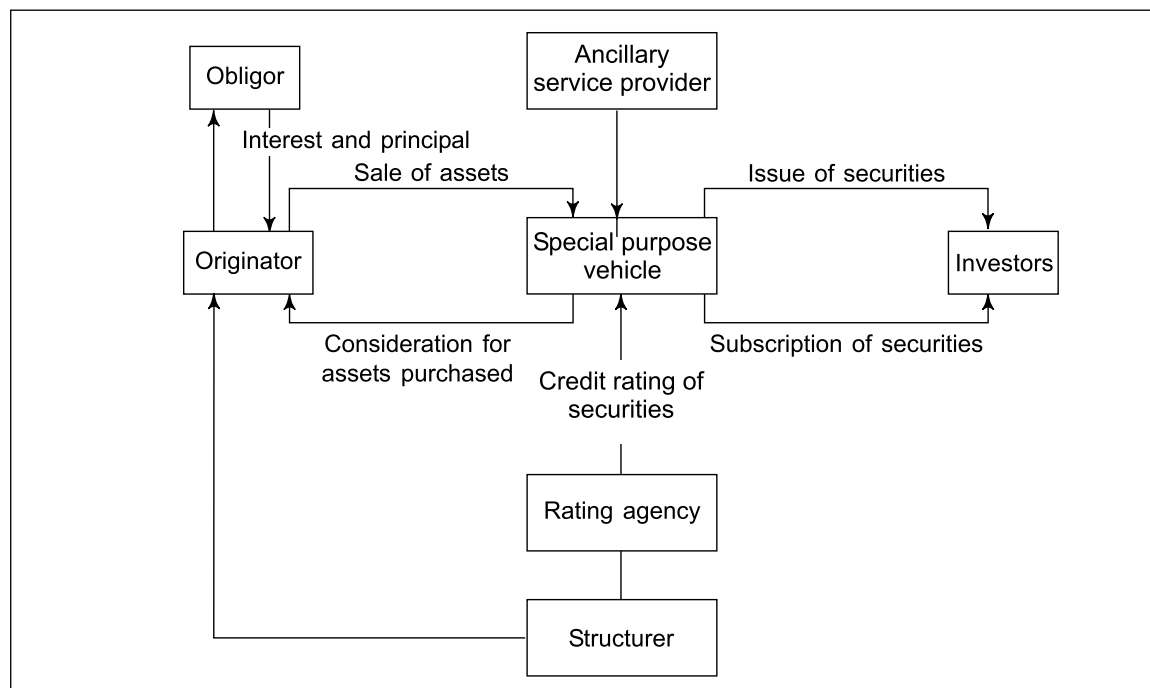 Obligor
Ancillary
service provider
Interest and principal
Sale of assets
Issue of securities
Originator
Special purpose
vehicle
Investors
Consideration for
assets purchased
Subscription of securities
Credit rating of
securities
Rating agency
Structurer